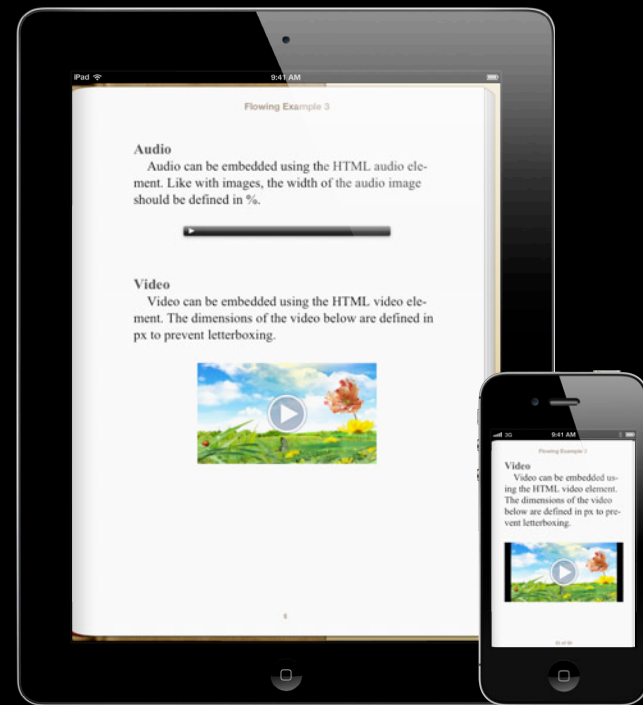 iPad
9:41 AM
Flowing Example 3
Audio
Audio can be embedded using the HTML audio ele-
ment. Like with images, the width of the audio image
should be defined in %.
Video
Video can be embedded using the HTML video ele-
ment. The dimensions of the video below are defined in
px to prevent letterboxing.
6
3G
9:41 AM
Flowing Example 3
Video
Video can be embedded us-
ing the HTML video element.
The dimensions of the video
below are defined in px to pre-
vent letterboxing.